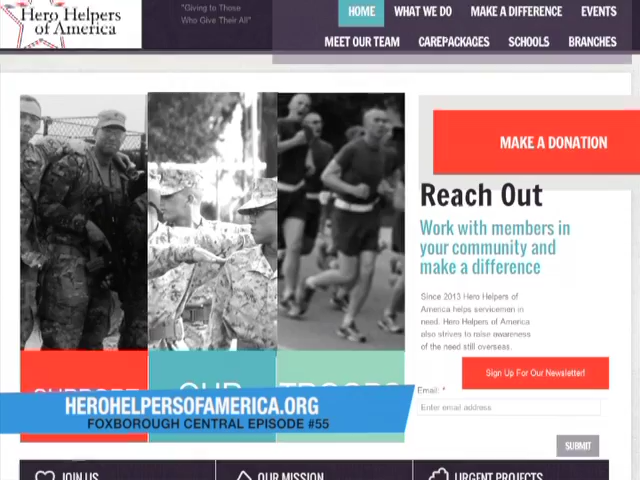 Hero Helpers
of America
"Giving to Those
Who Give Their All"
HOME WHAT WE DO MAKE A DIFFERENCE EVENTS
MEET OUR TEAM CAREPACKAGES SCHOOLS BRANCHES
MAKE A DONATION
Reach Out
Work with members in
your community and
make a difference
Since 2013 Hero Helpers of
America helps servicemen in
need. Hero Helpers of America
also strives to raise awareness
of the need still overseas.
Sign Up For Our Newsletter!
Email: *
Enter email address
SUBMIT
SUPPORT OUR TROOPS
HEROHELPERSOFAMERICA.ORG
FOXBOROUGH CENTRAL EPISODE #55
JOIN US OUR MISSION URGENT PROJECTS